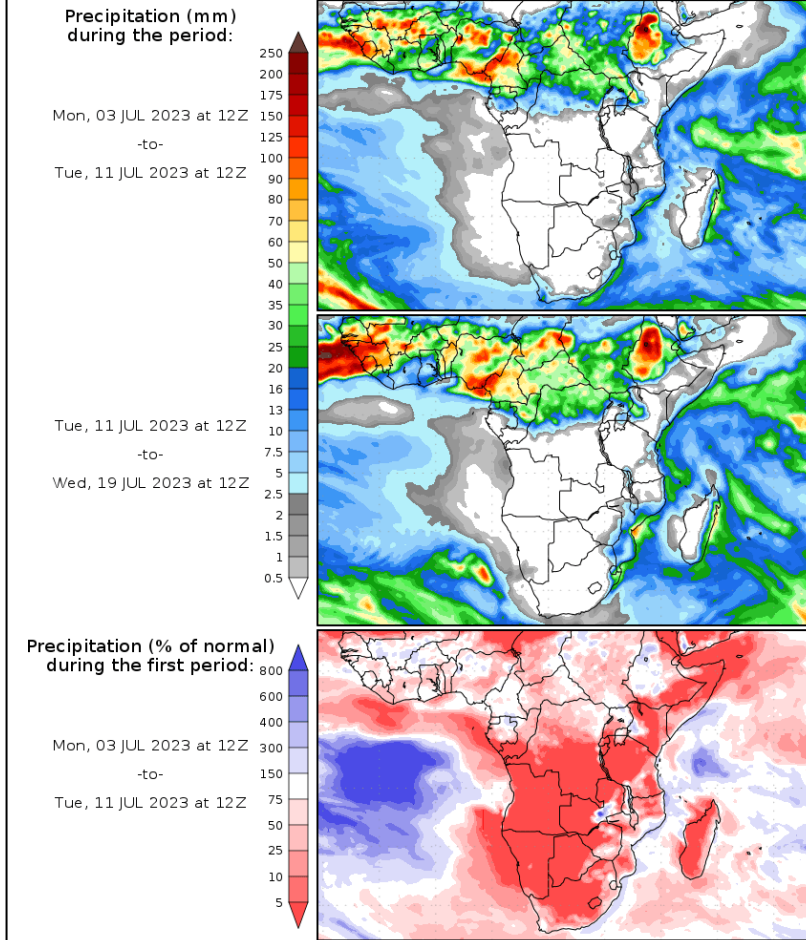 Precipitation (mm)
during the period:
Mon, 03 JUL 2023 at 12Z
-to-
Tue, 11 JUL 2023 at 12Z
250
200
175
150
125
100
90
80
70
60
50
40
35
30
25
20
16
13
10
7.5
5
2.5
2
1.5
1
0.5
Tue, 11 JUL 2023 at 12Z
-to-
Wed, 19 JUL 2023 at 12Z
Precipitation (% of normal)
during the first period:
Mon, 03 JUL 2023 at 12Z
-to-
Tue, 11 JUL 2023 at 12Z
800
600
400
300
150
75
50
25
10
5